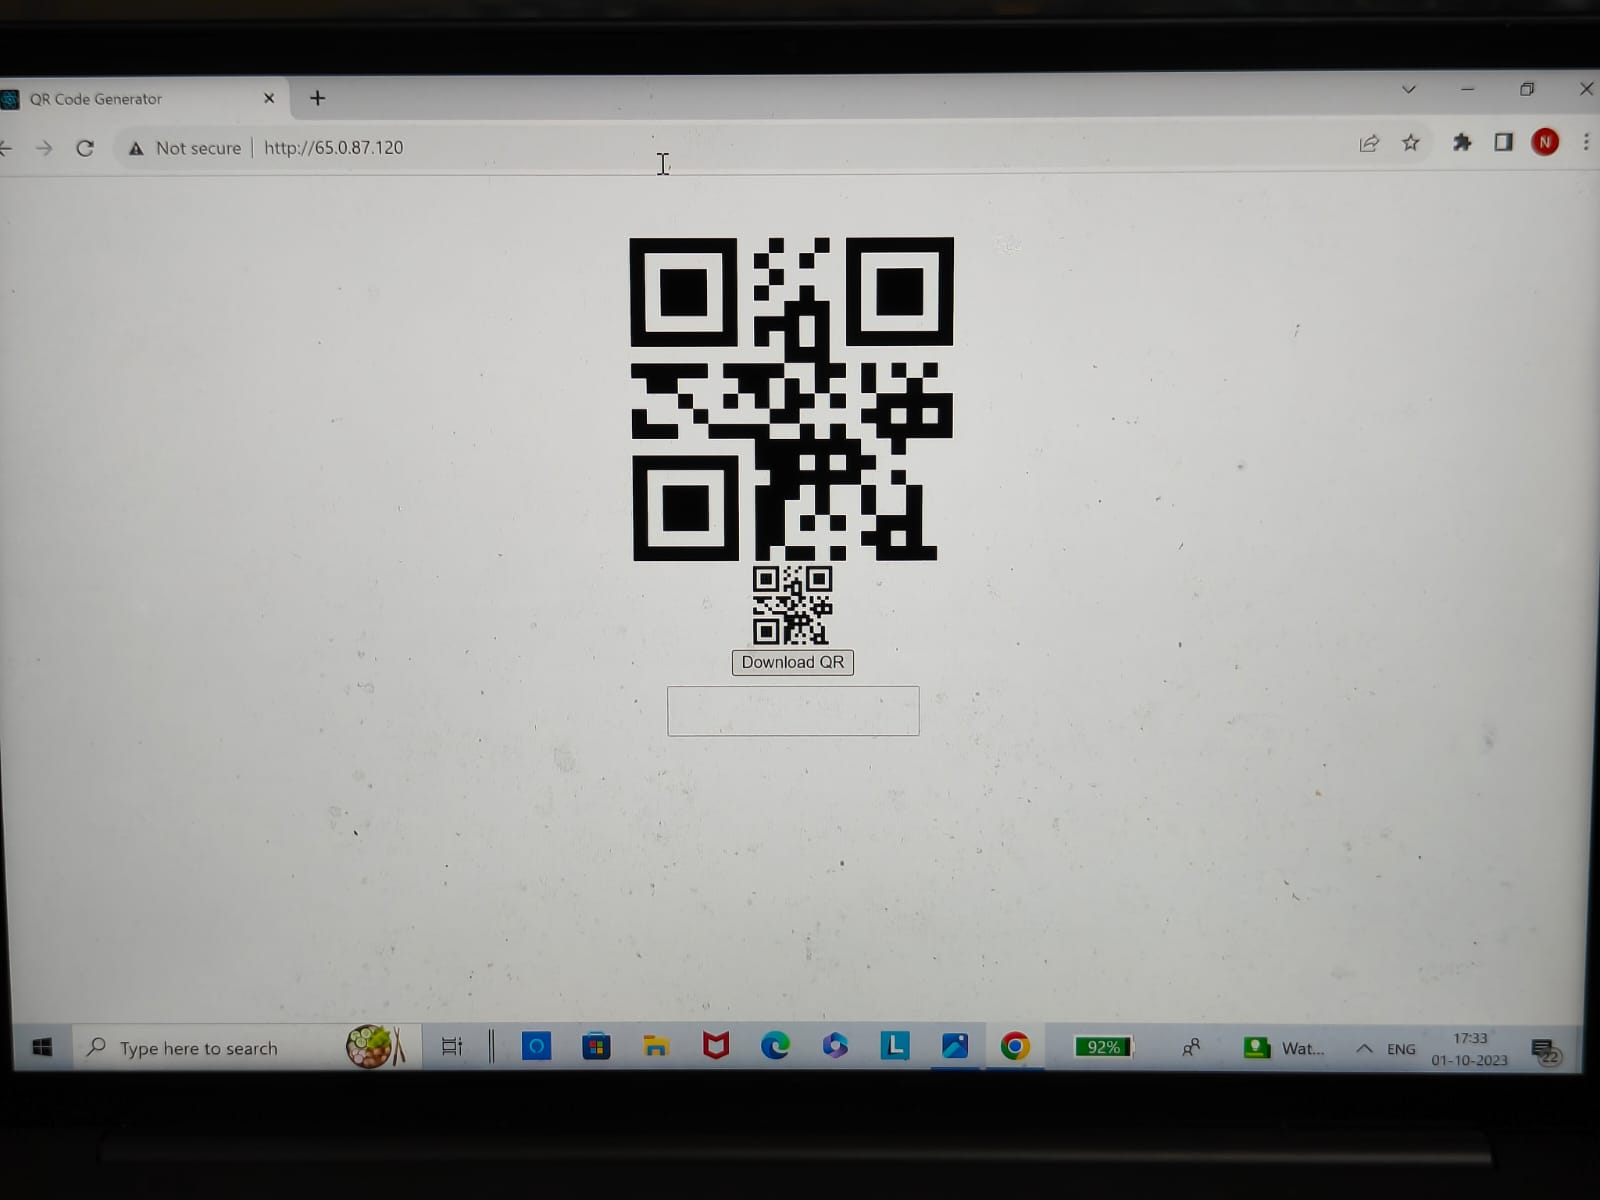 QR Code Generator
Not secure | http://65.0.87.120
N
Download QR
Type here to search
L
92%
Wat...
ENG
17:33
01-10-2023
22